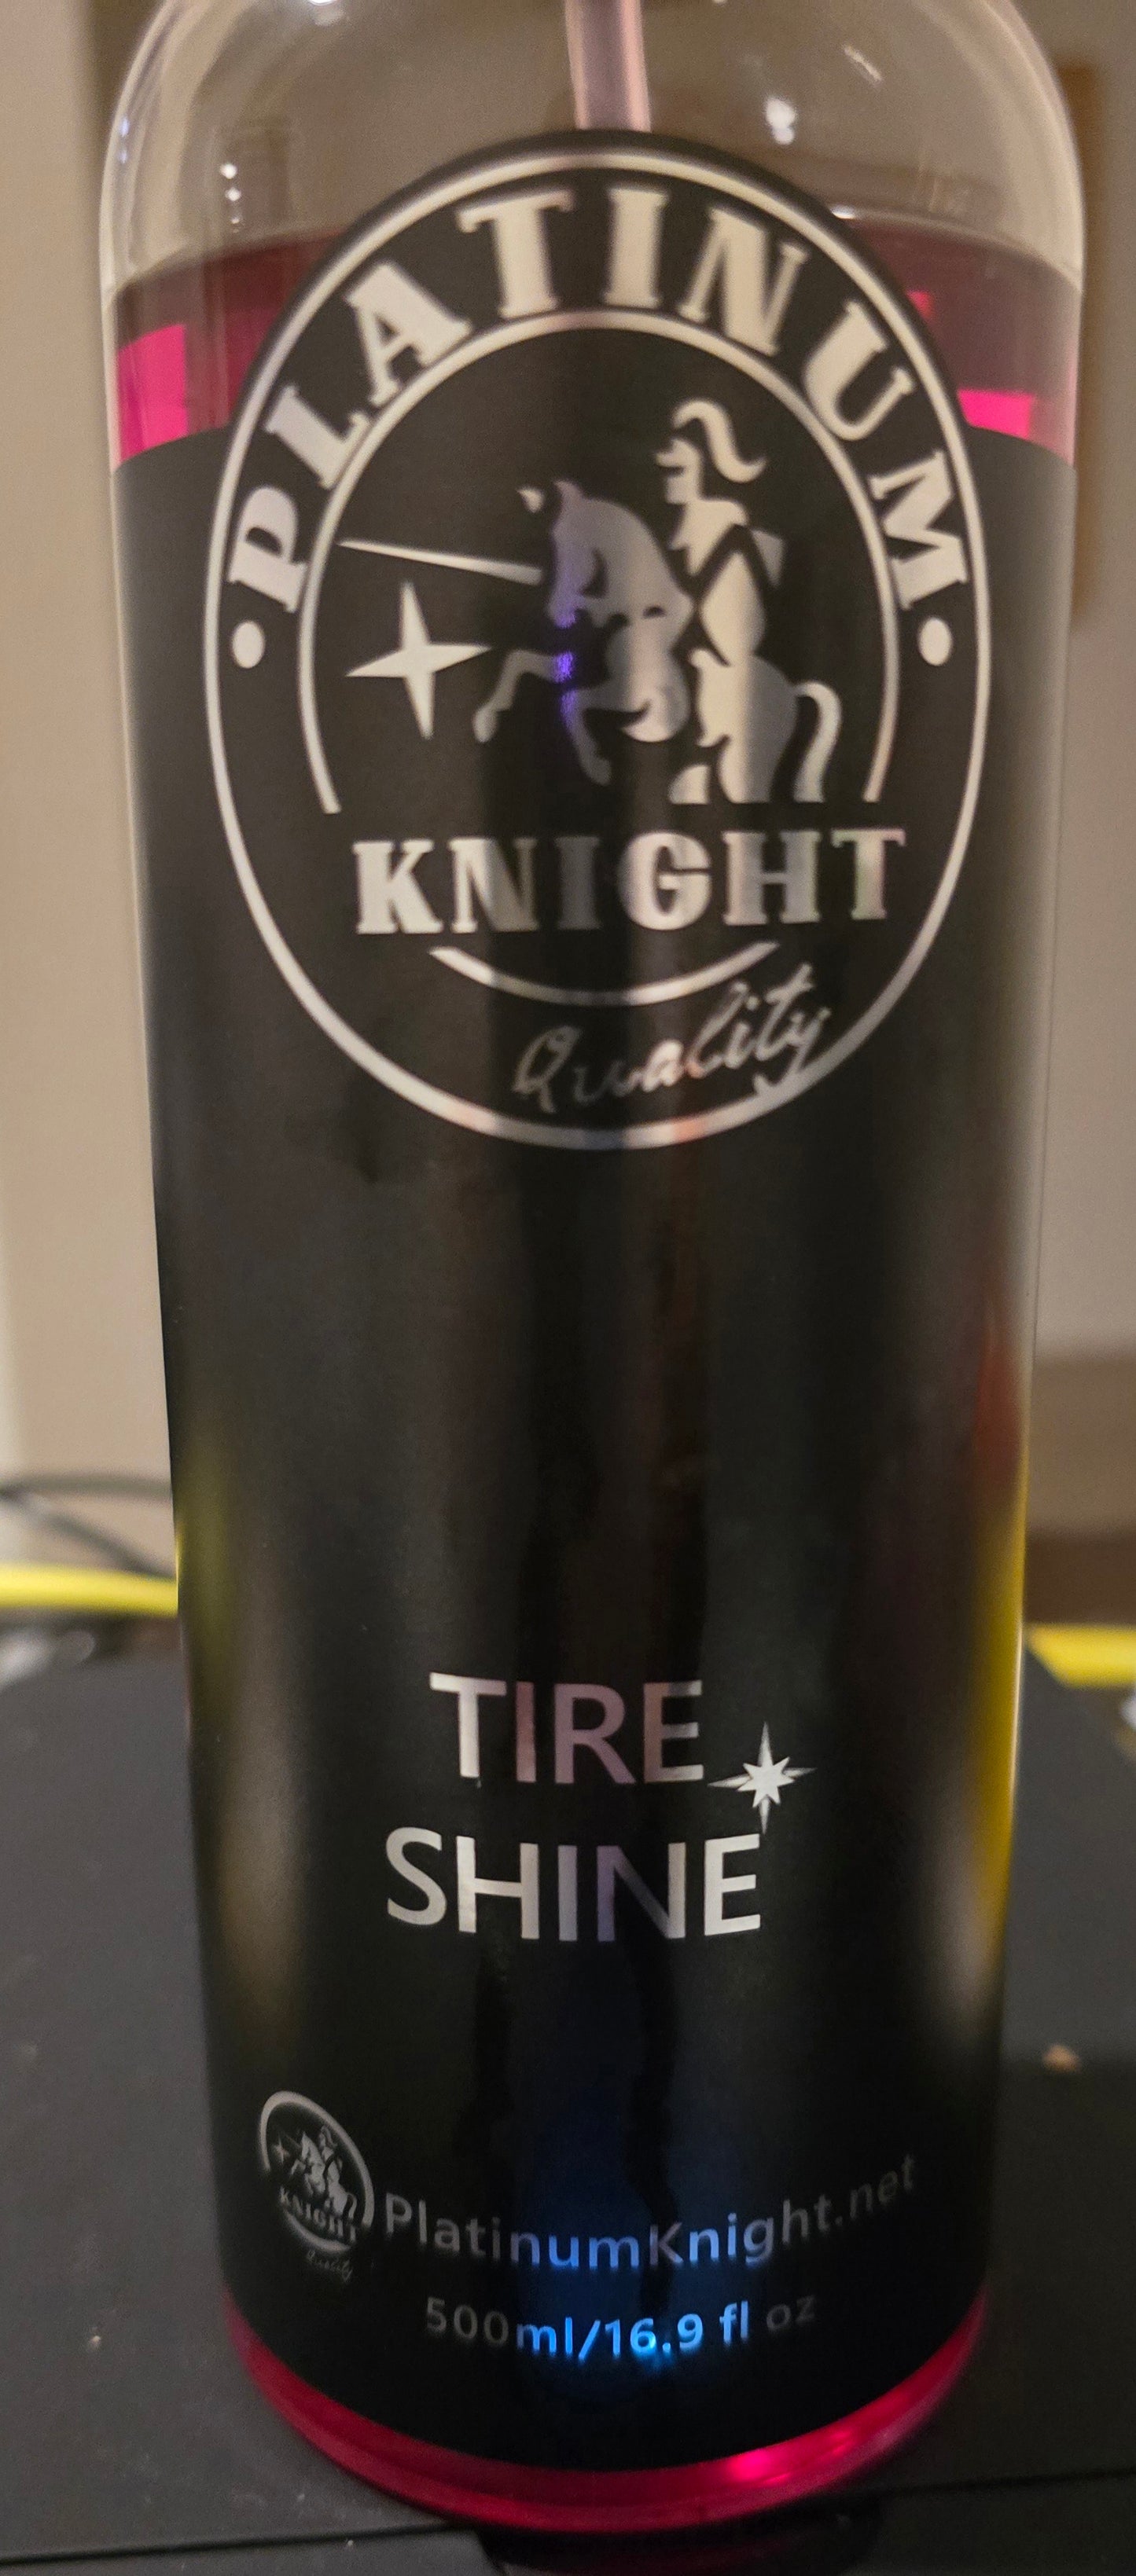 PLATINUM
KNIGHT
Quality
TIRE
SHINE
KNIGHT
Quality
PlatinumKnight.net
500ml/16.9 fl oz